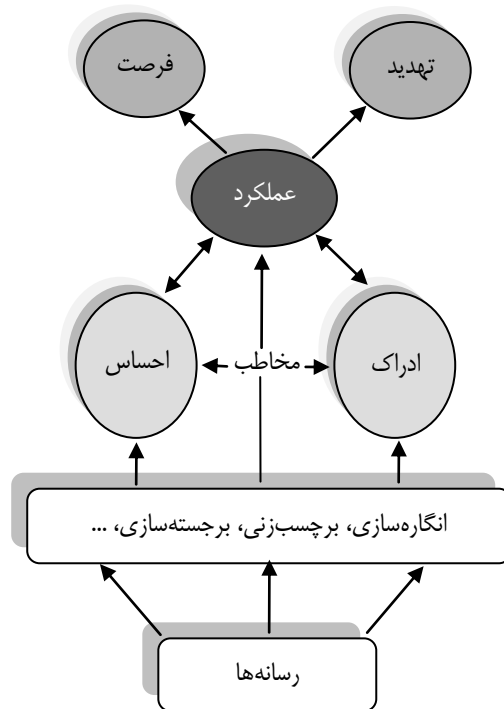 تهدید
فرصت
عملکرد
ادراک
مخاطب
احساس
انگاره‌سازی، برچسب‌زنی، برجسته‌سازی، ...
رسانه‌ها